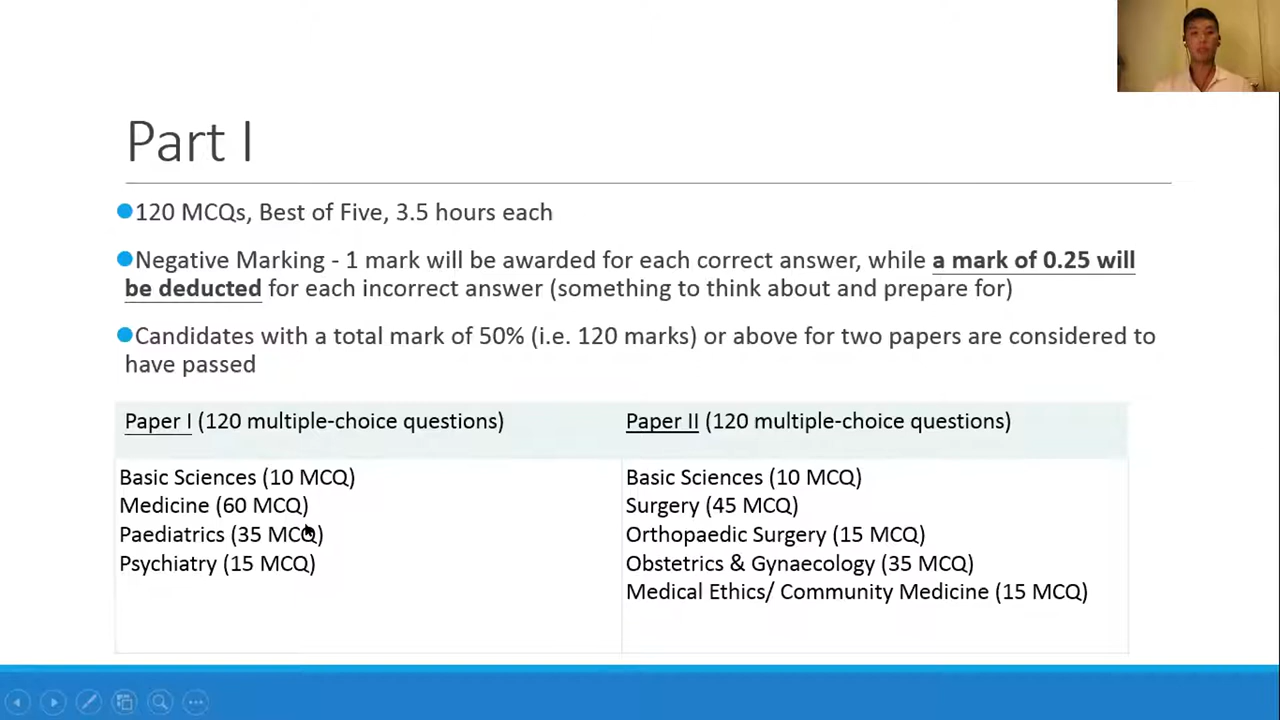 Part I
120 MCQs, Best of Five, 3.5 hours each
Negative Marking - 1 mark will be awarded for each correct answer, while a mark of 0.25 will
be deducted for each incorrect answer (something to think about and prepare for)
Candidates with a total mark of 50% (i.e. 120 marks) or above for two papers are considered to
have passed
Paper I (120 multiple-choice questions)
Basic Sciences (10 MCQ)
Medicine (60 MCQ)
Paediatrics (35 MCQ)
Psychiatry (15 MCQ)
Paper II (120 multiple-choice questions)
Basic Sciences (10 MCQ)
Surgery (45 MCQ)
Orthopaedic Surgery (15 MCQ)
Obstetrics & Gynaecology (35 MCQ)
Medical Ethics/ Community Medicine (15 MCQ)